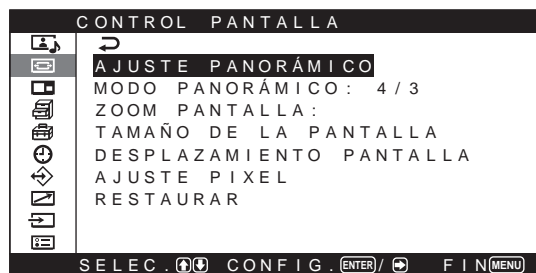 CONTROL PANTALLA
AJUSTE PANORÁMICO
MODO PANORÁMICO: 4/3
ZOOM PANTALLA:
TAMAÑO DE LA PANTALLA
DESPLAZAMIENTO PANTALLA
AJUSTE PIXEL
RESTAURAR
SELEC. CONFIG. ENTER / FIN MENU